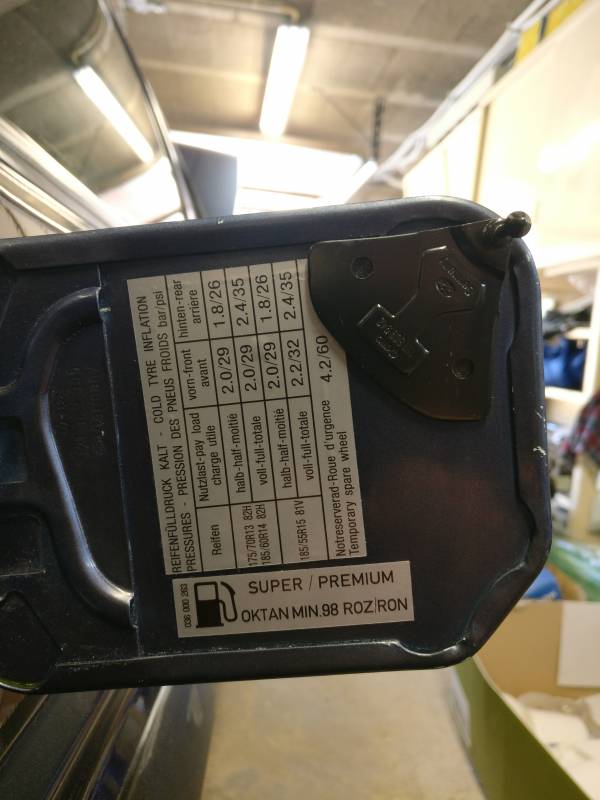 REIFENFÜLLDRUCK KALT - COLD TYRE INFLATION
PRESSURES - PRESSION DES PNEUS FROIDS bar/psi
Reifen Nutzlast-pay load vorn-front hinten-rear
charge utile avant arrière
175/70R13 82H halb-half-moitié 2.0/29 1.8/26
185/60R14 82H voll-full-totale 2.0/29 2.4/35
185/55R15 81V halb-half-moitié 2.0/29 1.8/26
voll-full-totale 2.2/32 2.4/35
Notreserverad-Roue d'urgence 4.2/60
Temporary spare wheel
SUPER / PREMIUM
OKTAN MIN.98 ROZ/RON
036 000 263